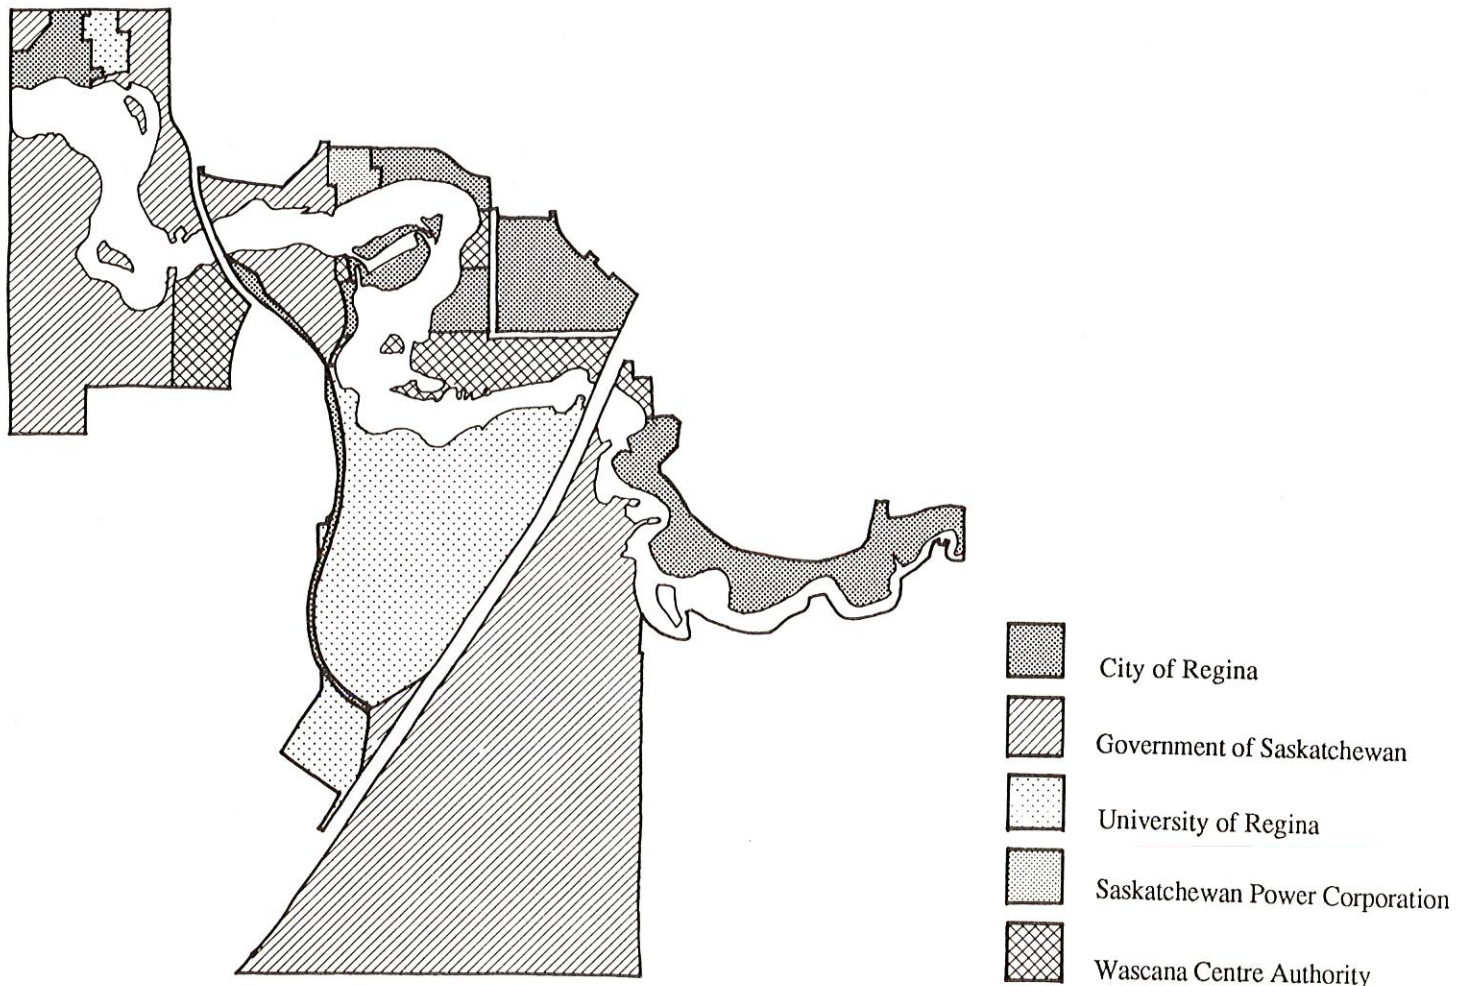 City of Regina
Government of Saskatchewan
University of Regina
Saskatchewan Power Corporation
Wascana Centre Authority